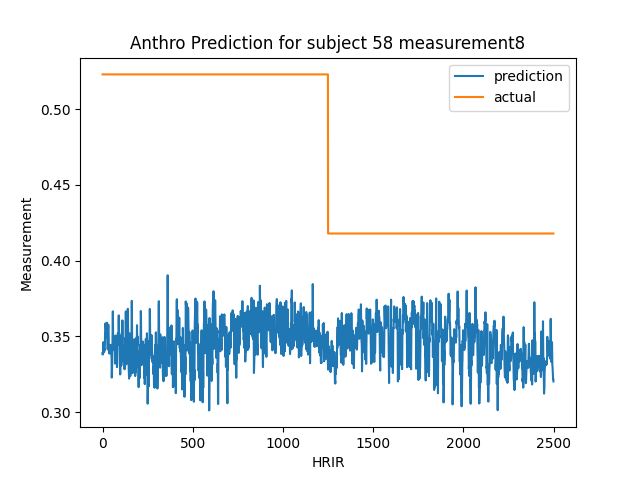 Anthro Prediction for subject 58 measurement8
prediction
actual
0.50
0.45
0.40
0.35
0.30
Measurement
0
500
1000
1500
2000
2500
HRIR